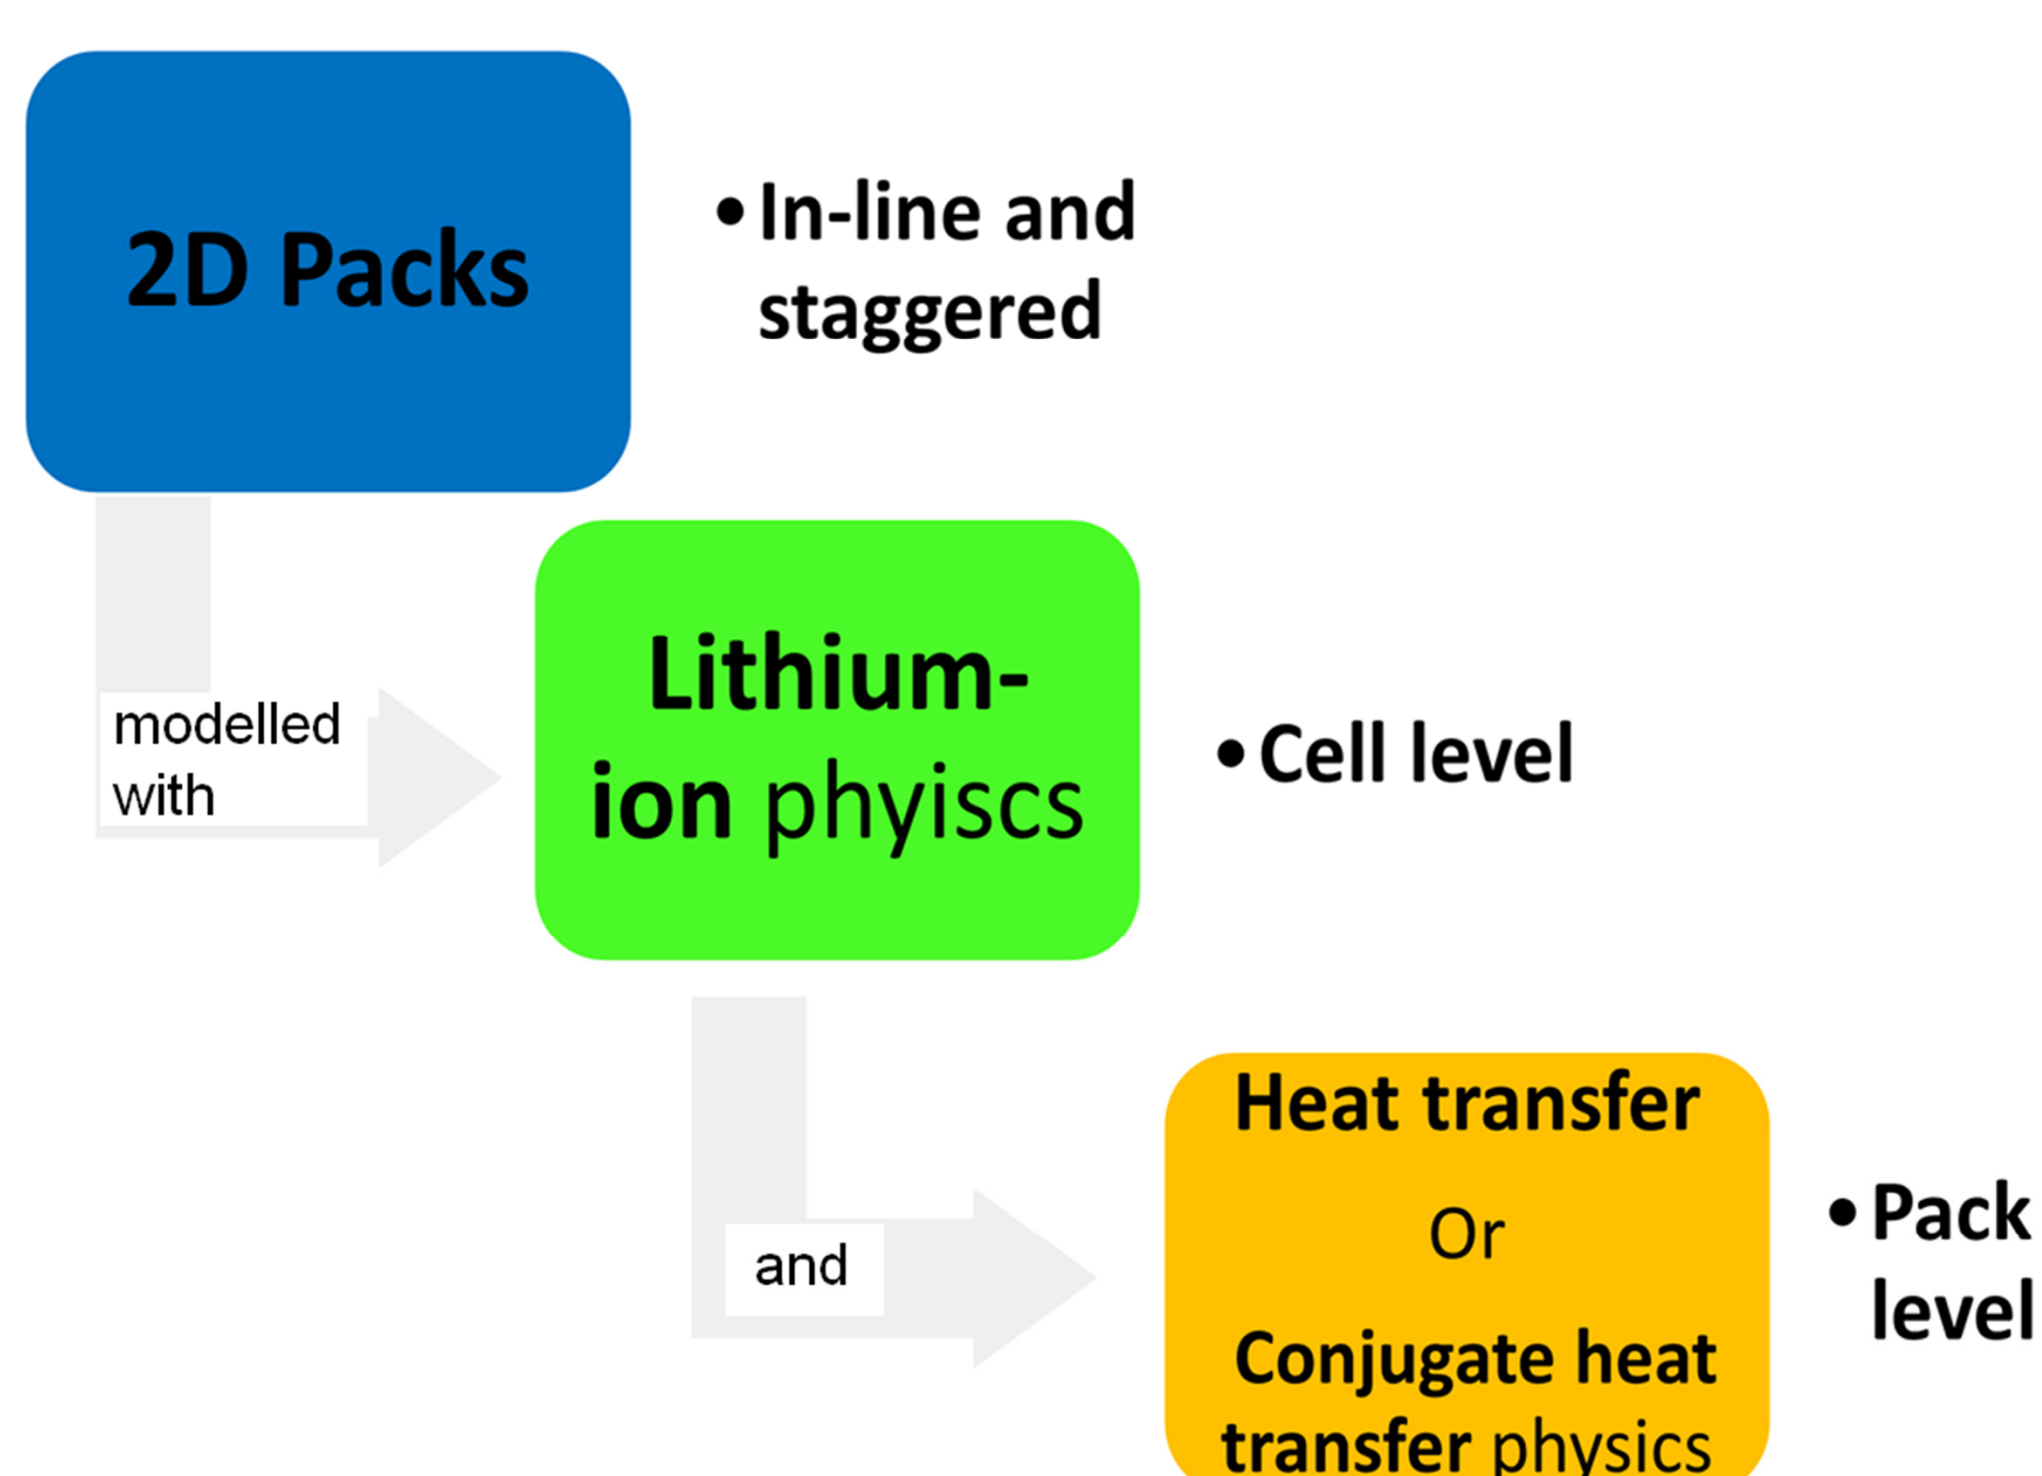 2D Packs
• In-line and
staggered
modelled
with
Lithium-
ion phyiscs
• Cell level
and
Heat transfer
Or
Conjugate heat
transfer physics
• Pack
level